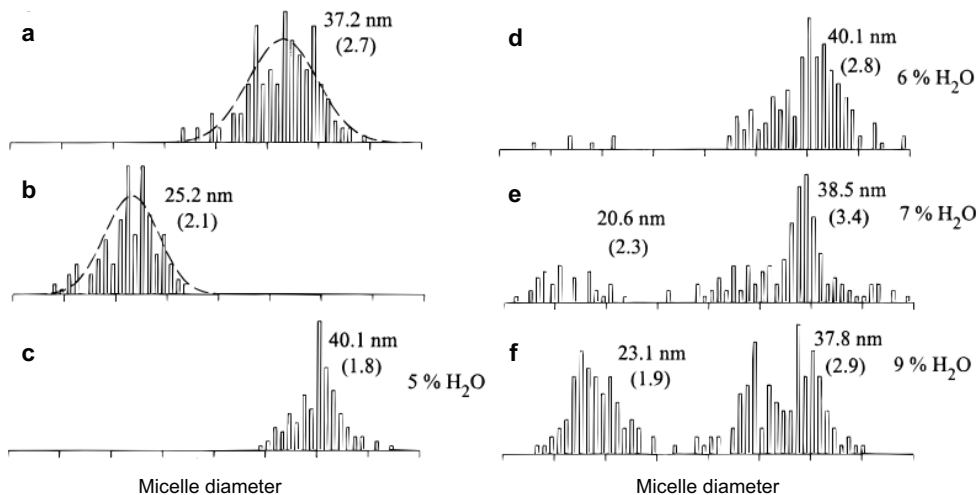 a
37.2 nm
(2.7)
b
25.2 nm
(2.1)
c
40.1 nm
(1.8)
5 % H₂O
Micelle diameter
d
40.1 nm
(2.8)
6 % H₂O
e
20.6 nm
(2.3)
38.5 nm
(3.4)
7 % H₂O
f
23.1 nm
(1.9)
37.8 nm
(2.9)
9 % H₂O
Micelle diameter